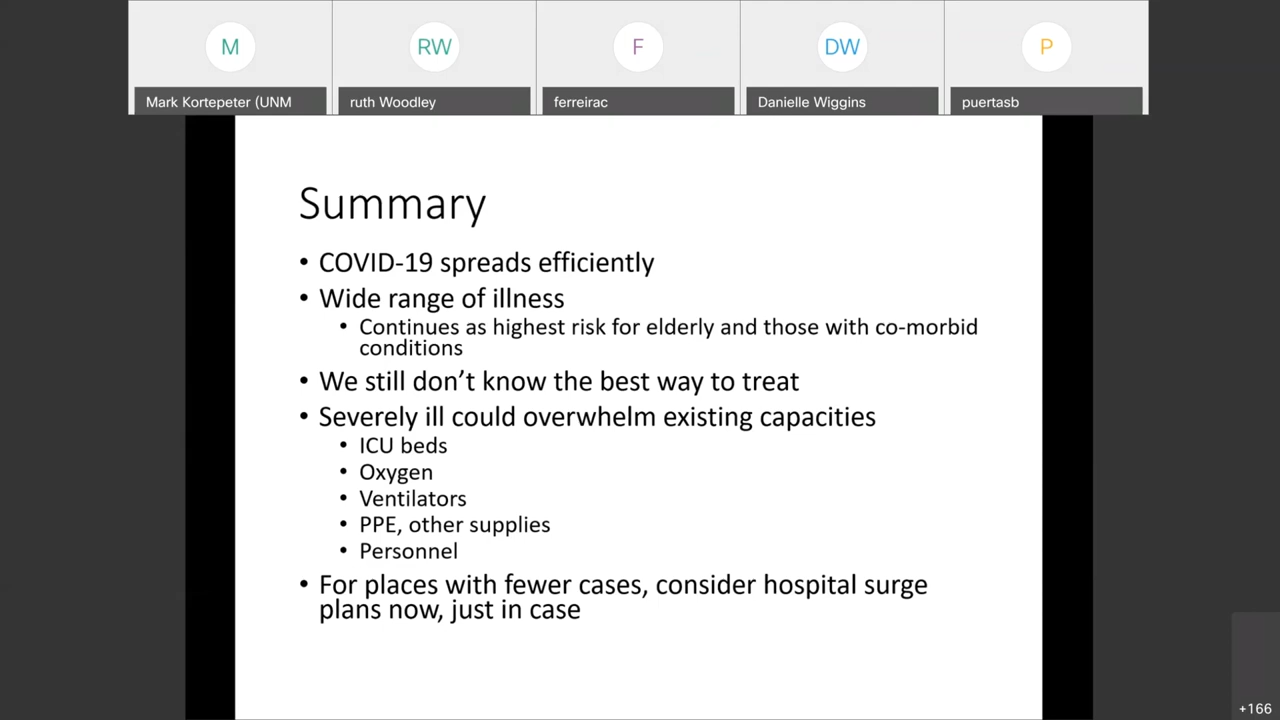 M
RW
F
DW
P
Mark Kortepeter (UNM
ruth Woodley
ferreirac
Danielle Wiggins
puertasb
Summary
• COVID-19 spreads efficiently
• Wide range of illness
• Continues as highest risk for elderly and those with co-morbid
conditions
• We still don’t know the best way to treat
• Severely ill could overwhelm existing capacities
• ICU beds
• Oxygen
• Ventilators
• PPE, other supplies
• Personnel
• For places with fewer cases, consider hospital surge
plans now, just in case
+166